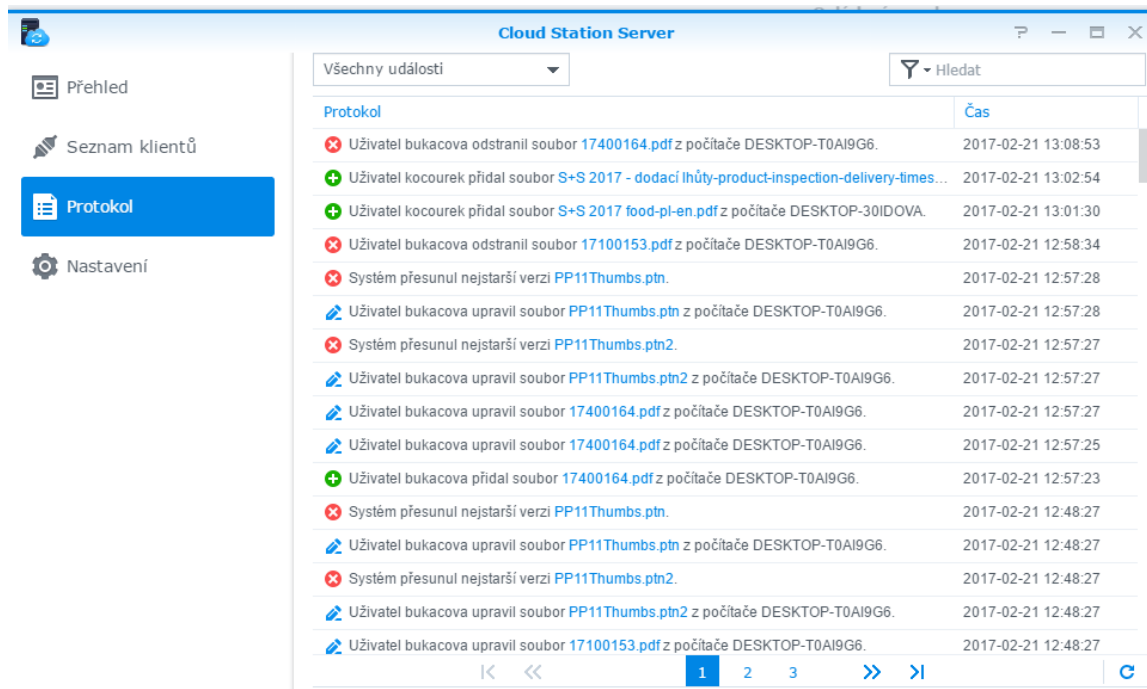 Cloud Station Server
Přehled
Seznam klientů
Protokol
Nastavení
Všechny události
Hledat
Protokol Čas
Uživatel bukacova odstranil soubor 17400164.pdf z počítače DESKTOP-T0AI9G6. 2017-02-21 13:08:53
Uživatel kocourek přidal soubor S+S 2017 - dodací lhůty-product-inspection-delivery-times... 2017-02-21 13:02:54
Uživatel kocourek přidal soubor S+S 2017 food-pl-en.pdf z počítače DESKTOP-30IDOVA. 2017-02-21 13:01:30
Uživatel bukacova odstranil soubor 17100153.pdf z počítače DESKTOP-T0AI9G6. 2017-02-21 12:58:34
Systém přesunul nejstarší verzi PP11Thumbs.ptn. 2017-02-21 12:57:28
Uživatel bukacova upravil soubor PP11Thumbs.ptn z počítače DESKTOP-T0AI9G6. 2017-02-21 12:57:28
Systém přesunul nejstarší verzi PP11Thumbs.ptn2. 2017-02-21 12:57:27
Uživatel bukacova upravil soubor PP11Thumbs.ptn2 z počítače DESKTOP-T0AI9G6. 2017-02-21 12:57:27
Uživatel bukacova upravil soubor 17400164.pdf z počítače DESKTOP-T0AI9G6. 2017-02-21 12:57:27
Uživatel bukacova upravil soubor 17400164.pdf z počítače DESKTOP-T0AI9G6. 2017-02-21 12:57:25
Uživatel bukacova přidal soubor 17400164.pdf z počítače DESKTOP-T0AI9G6. 2017-02-21 12:57:23
Systém přesunul nejstarší verzi PP11Thumbs.ptn. 2017-02-21 12:48:27
Uživatel bukacova upravil soubor PP11Thumbs.ptn z počítače DESKTOP-T0AI9G6. 2017-02-21 12:48:27
Systém přesunul nejstarší verzi PP11Thumbs.ptn2. 2017-02-21 12:48:27
Uživatel bukacova upravil soubor PP11Thumbs.ptn2 z počítače DESKTOP-T0AI9G6. 2017-02-21 12:48:27
Uživatel bukacova upravil soubor 17100153.pdf z počítače DESKTOP-T0AI9G6. 2017-02-21 12:48:27
1 2 3